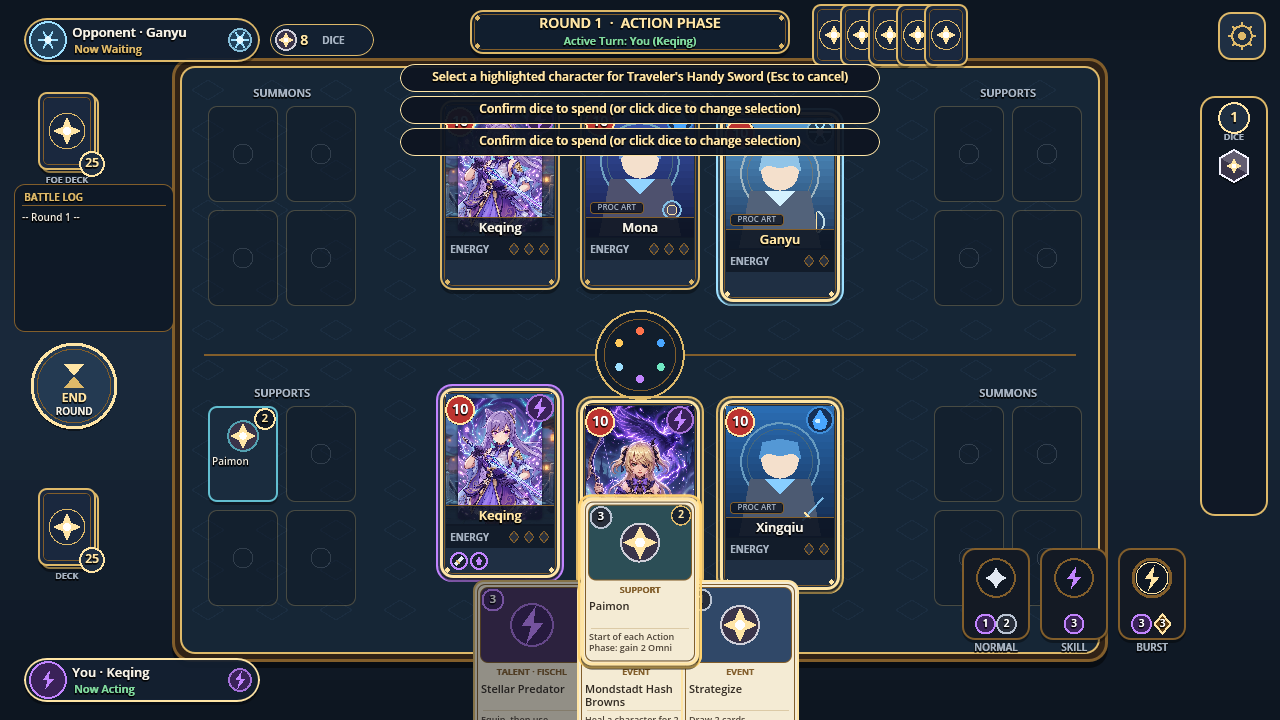 Opponent · Ganyu
Now Waiting
8 DICE
ROUND 1 · ACTION PHASE
Active Turn: You (Keqing)
Select a highlighted character for Traveler's Handy Sword (Esc to cancel)
Confirm dice to spend (or click dice to change selection)
Confirm dice to spend (or click dice to change selection)
SUMMONS
SUPPORTS
25
FOE DECK
BATTLE LOG
-- Round 1 --
Keqing
ENERGY
PROC ART
Mona
ENERGY
PROC ART
Ganyu
ENERGY
1
DICE
END
ROUND
SUPPORTS
SUMMONS
2
Paimon
10
Keqing
ENERGY
10
10
PROC ART
Xingqiu
ENERGY
25
DECK
3
2
SUPPORT
Paimon
Start of each Action
Phase: gain 2 Omni
3
TALENT · FISCHL
Stellar Predator
Equip, then use
EVENT
Mondstadt Hash
Browns
Heal a character for 2
EVENT
Strategize
Draw 2 cards
1 2
NORMAL
3
SKILL
3 3
BURST
You · Keqing
Now Acting